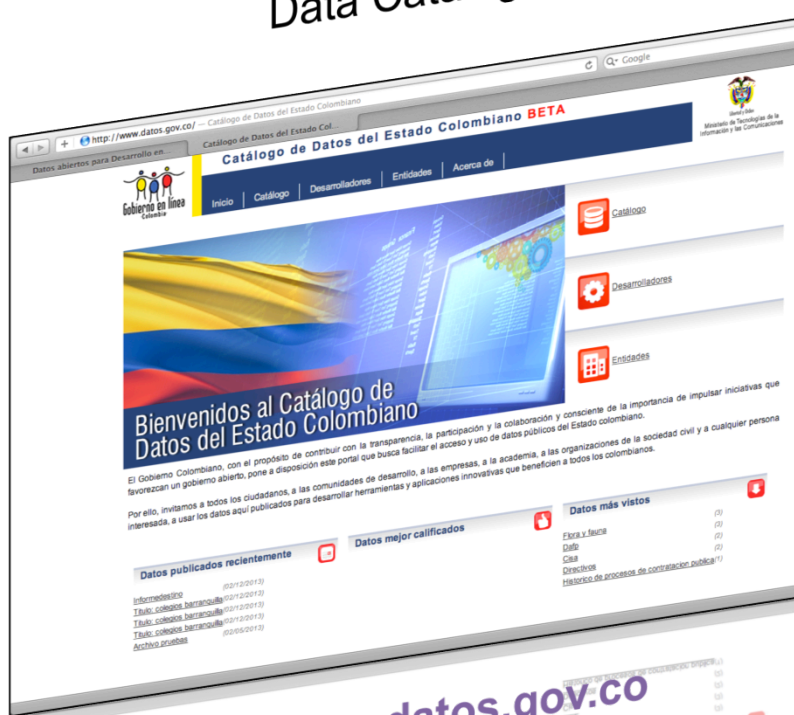 Data Catalog
http://www.datos.gov.co/ — Catálogo de Datos del Estado Colombiano
Google
Datos abiertos para Desarrollo en...
Catálogo de Datos del Estado Col...
Catálogo de Datos del Estado Colombiano BETA
Gobierno en línea
Colombia
Inicio
Catálogo
Desarrolladores
Entidades
Acerca de
Ministerio de Tecnologías de la
Información y las Comunicaciones
Catálogo
Desarrolladores
Entidades
Bienvenidos al Catálogo de
Datos del Estado Colombiano
El Gobierno Colombiano, con el propósito de contribuir con la transparencia, la participación y la colaboración y consciente de la importancia de impulsar iniciativas que
favorezcan un gobierno abierto, pone a disposición este portal que busca facilitar el acceso y uso de datos públicos del Estado colombiano.
Por ello, invitamos a todos los ciudadanos, a las comunidades de desarrollo, a las empresas, a la academia, a las organizaciones de la sociedad civil y a cualquier persona
interesada, a usar los datos aquí publicados para desarrollar herramientas y aplicaciones innovativas que beneficien a todos los colombianos.
Datos publicados recientemente
Informedestino (02/12/2013)
Titulo: colegios barranquilla (02/12/2013)
Titulo: colegios barranquilla (02/12/2013)
Titulo: colegios barranquilla (02/12/2013)
Archivo pruebas (02/05/2013)
Datos mejor calificados
Datos más vistos
Flora y fauna (3)
Dafp (2)
Cisa (2)
Directivos (2)
Historico de procesos de contratacion publica (1)
datos.gov.co